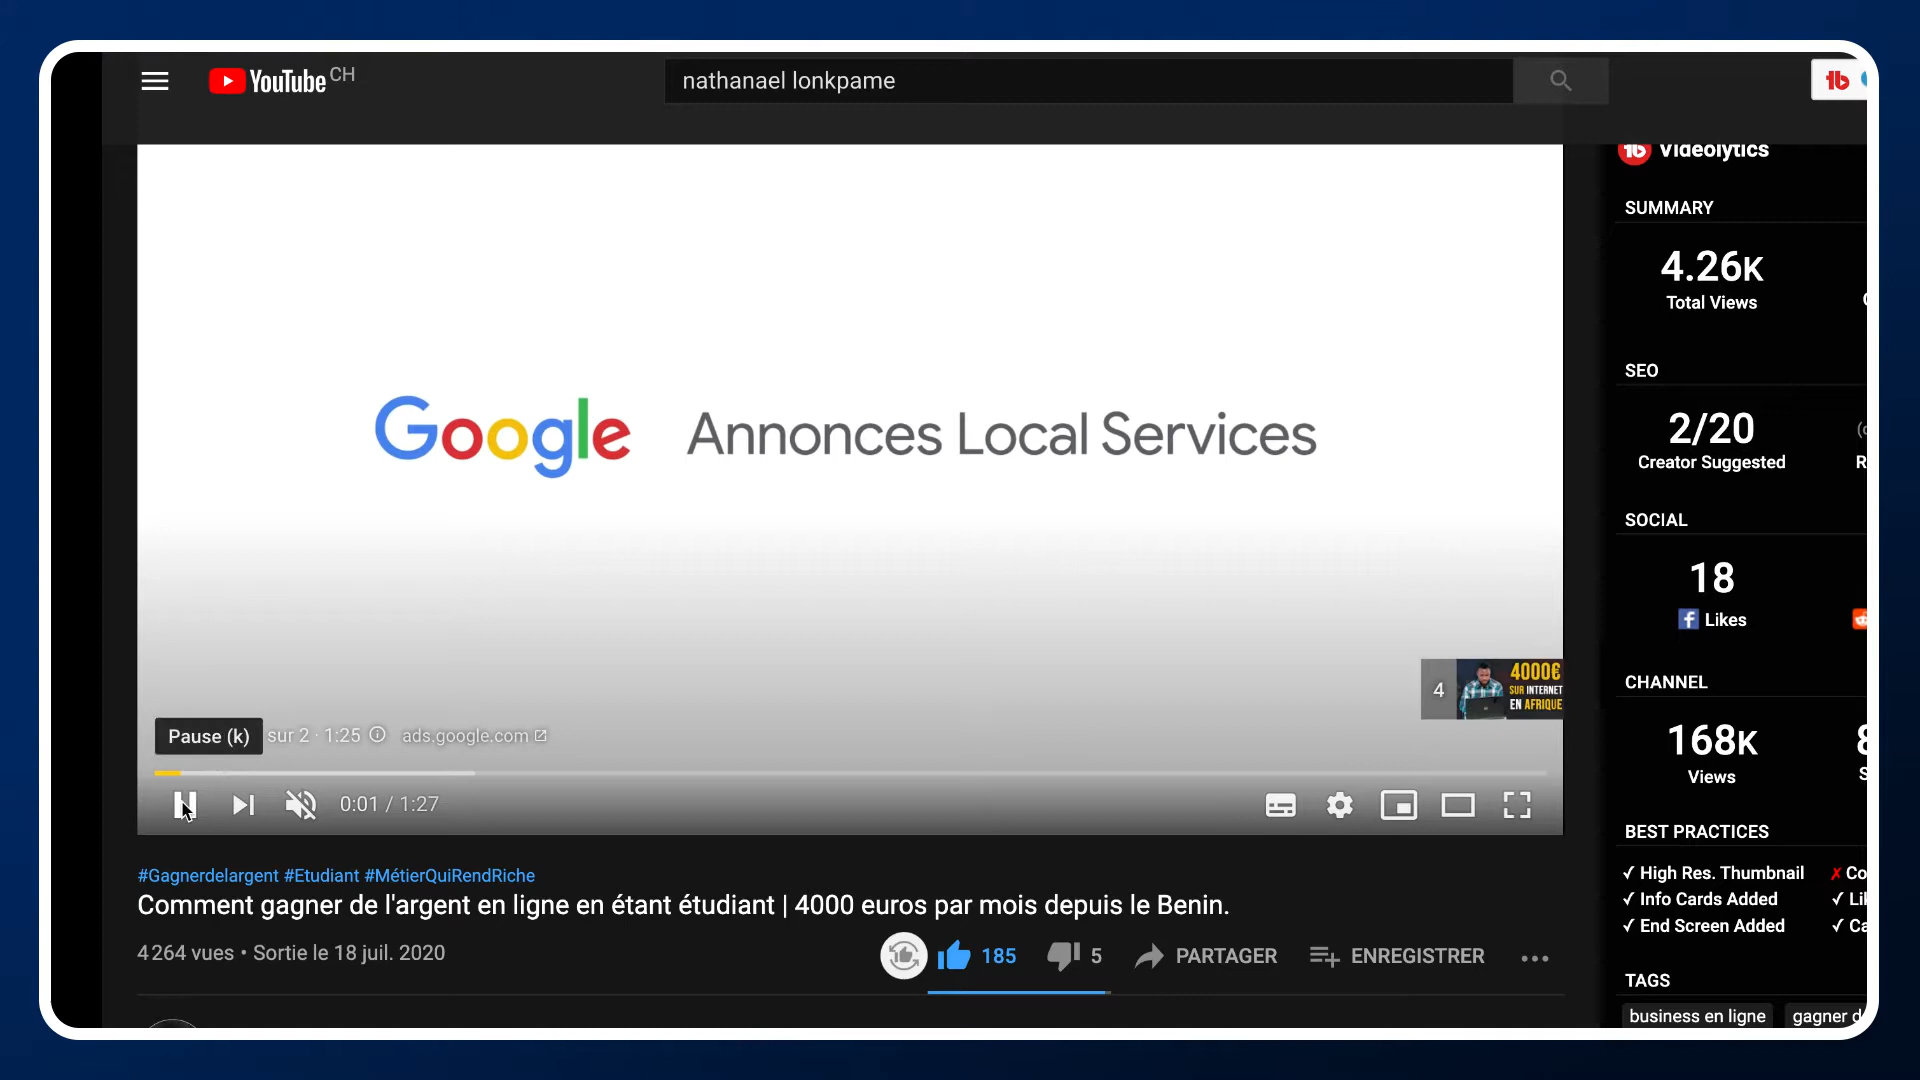 YouTube CH
nathanael lonkpame
Videolytics
SUMMARY
4.26K
Total Views
SEO
2/20
Creator Suggested
SOCIAL
18
Likes
CHANNEL
168K
Views
BEST PRACTICES
✓ High Res. Thumbnail ✗ Co
✓ Info Cards Added ✓ Li
✓ End Screen Added ✓ Ca
TAGS
business en ligne gagner d
Google Annonces Local Services
4
4000€
SUR INTERNET
EN AFRIQUE
Pause (k) sur 2 · 1:25 ads.google.com
0:01 / 1:27
#Gagnerdelargent #Etudiant #MétierQuiRendRiche
Comment gagner de l'argent en ligne en étant étudiant | 4000 euros par mois depuis le Benin.
4 264 vues • Sortie le 18 juil. 2020
185 5 PARTAGER ENREGISTRER